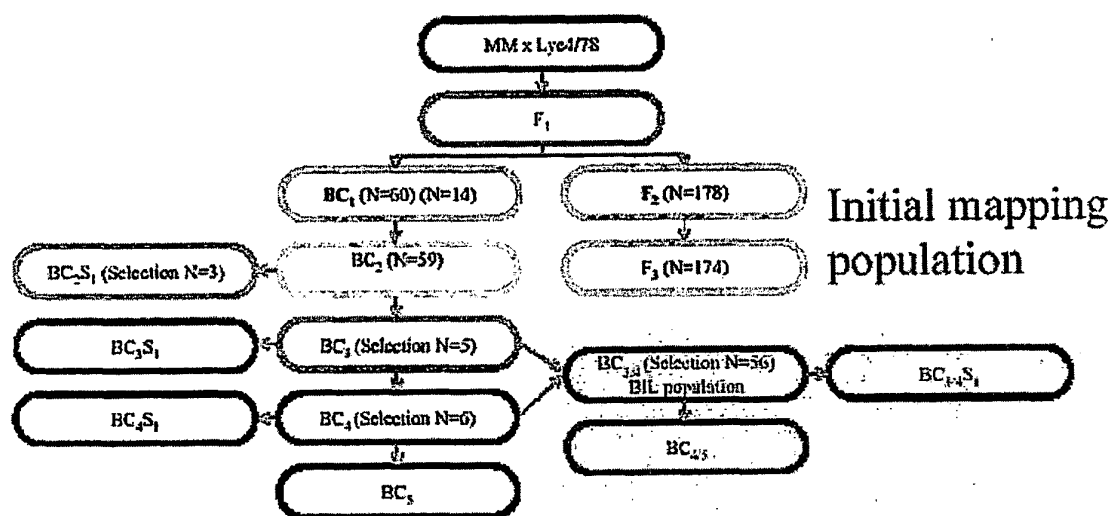 MM x Lyc4/78
F₁
BC₁ (N=60) (N=14)
F₂ (N=178)
Initial mapping
population
BC₂S₁ (Selection N=3)
BC₂ (N=59)
F₃ (N=174)
BC₃S₁
BC₃ (Selection N=5)
BC₃/₄ (Selection N=56)
BIL population
BC₃/₄S₁
BC₄S₁
BC₄ (Selection N=6)
BC₄/₅
BC₅